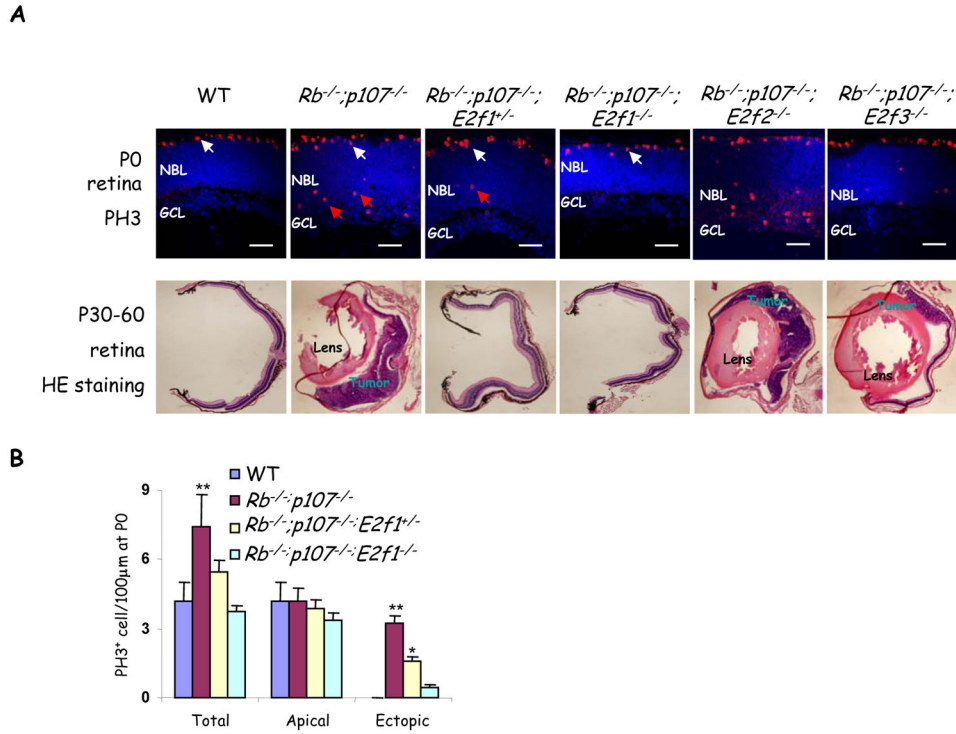 A
WT
Rb-/-;p107-/-
Rb-/-;p107-/-;
E2f1+/-
Rb-/-;p107-/-;
E2f1-/-
Rb-/-;p107-/-;
E2f2-/-
Rb-/-;p107-/-;
E2f3-/-
P0
retina
PH3
NBL
GCL
NBL
GCL
NBL
GCL
NBL
GCL
NBL
GCL
NBL
GCL
P30-60
retina
HE staining
Lens
Tumor
Tumor
Lens
Tumor
Lens
B
WT
Rb-/-;p107-/-
Rb-/-;p107-/-;E2f1+/-
Rb-/-;p107-/-;E2f1-/-
PH3+ cell/100µm at P0
9
6
3
0
**
**
*
Total
Apical
Ectopic